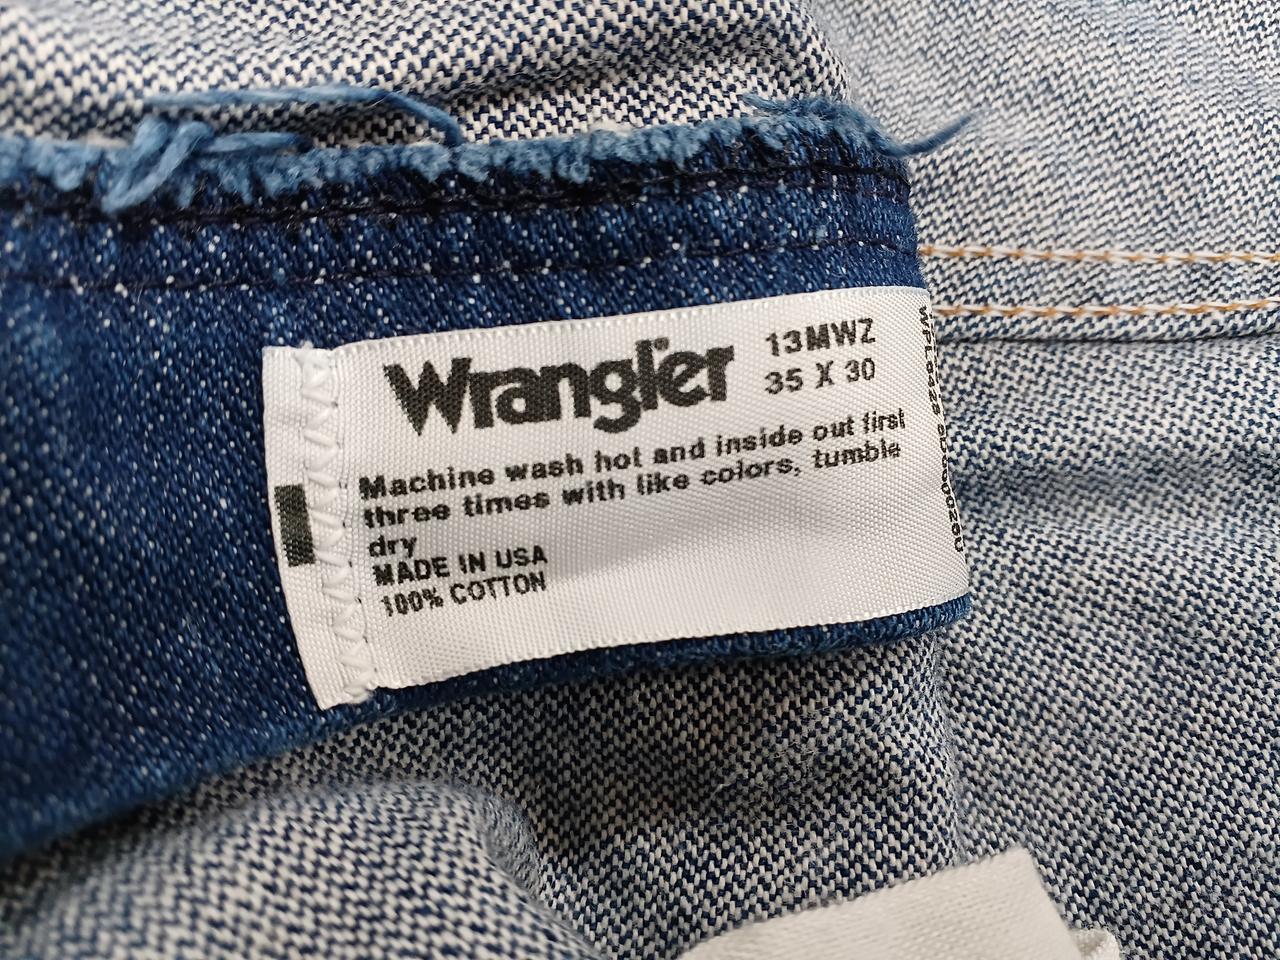 Wrangler
13MWZ
35 X 30
Machine wash hot and inside out first
three times with like colors, tumble
dry
MADE IN USA
100% COTTON